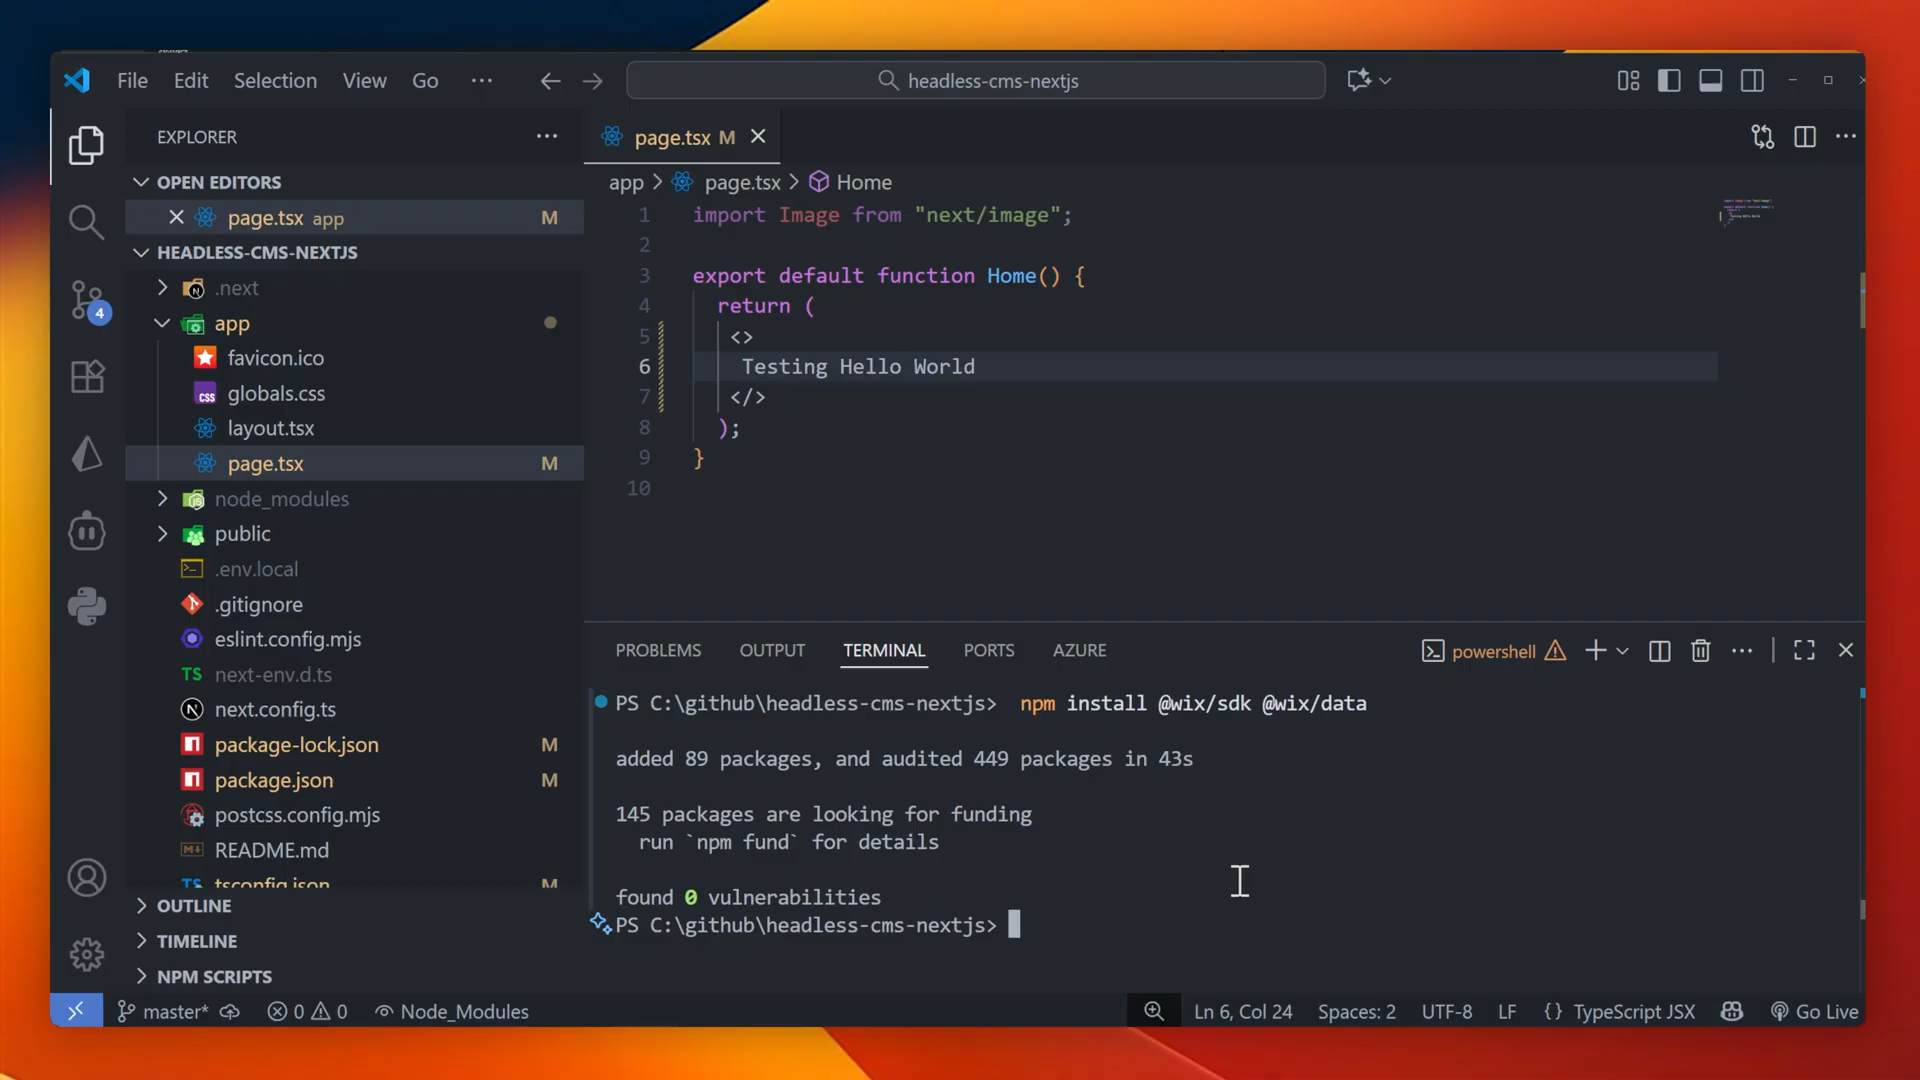 File Edit Selection View Go ···
headless-cms-nextjs
EXPLORER ···
OPEN EDITORS
page.tsx app M
HEADLESS-CMS-NEXTJS
.next
app
favicon.ico
globals.css
layout.tsx
page.tsx M
node_modules
public
.env.local
.gitignore
eslint.config.mjs
TS next-env.d.ts
next.config.ts
package-lock.json M
package.json M
postcss.config.mjs
README.md
TS tsconfig.json M
OUTLINE
TIMELINE
NPM SCRIPTS
4
page.tsx M
app > page.tsx > Home
1 import Image from "next/image";
2
3 export default function Home() {
4 return (
5 <>
6 Testing Hello World
7 </>
8 );
9 }
10
PROBLEMS OUTPUT TERMINAL PORTS AZURE
powershell
PS C:\github\headless-cms-nextjs> npm install @wix/sdk @wix/data
added 89 packages, and audited 449 packages in 43s
145 packages are looking for funding
run `npm fund` for details
found 0 vulnerabilities
PS C:\github\headless-cms-nextjs>
master* 0 0 Node_Modules
Ln 6, Col 24 Spaces: 2 UTF-8 LF {} TypeScript JSX Go Live